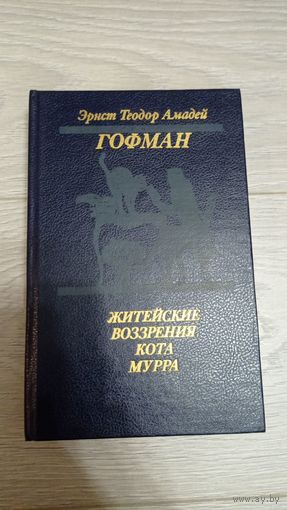 Эрнст Теодор Амадей
ГОФМАН
ЖИТЕЙСКИЕ
ВОЗЗРЕНИЯ
КОТА
МУРРА
www.ay.by